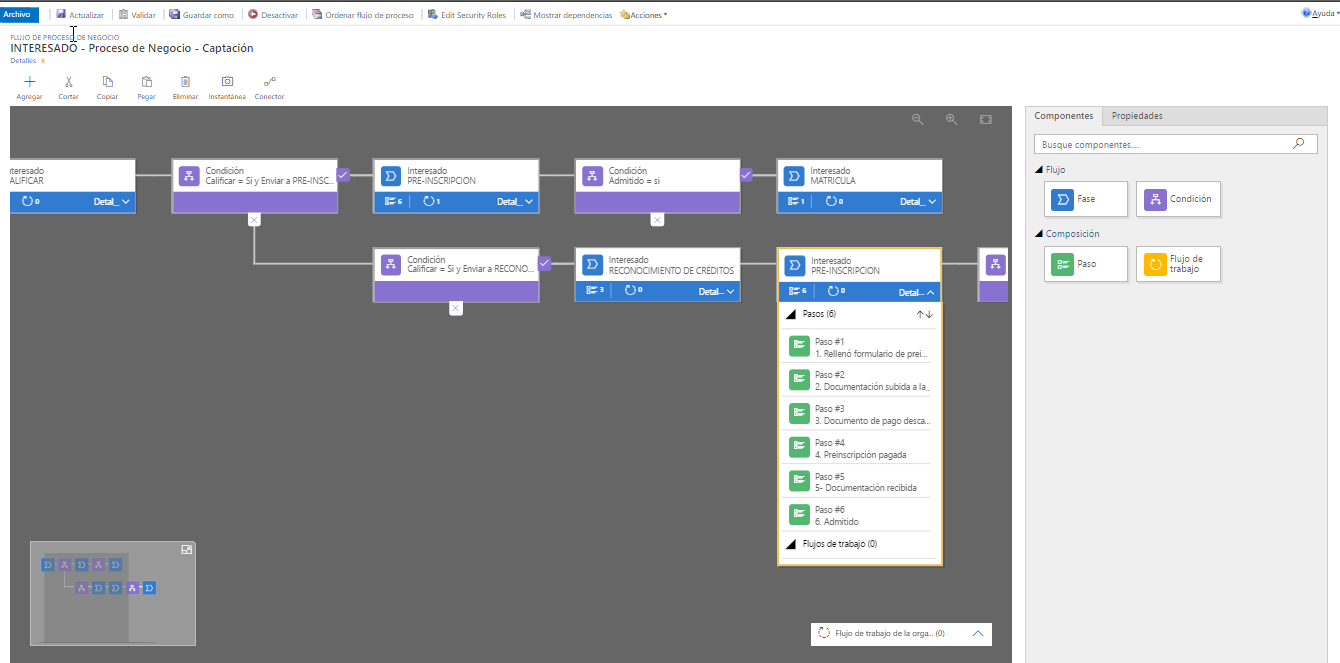 Archivo Actualizar Validar Guardar como Desactivar Ordenar flujo de proceso Edit Security Roles Mostrar dependencias Acciones Ayuda
FLUJO DE PROCESO DE NEGOCIO
INTERESADO - Proceso de Negocio - Captación
Detalles
Agregar Cortar Copiar Pegar Eliminar Instantánea Conector
nteresado
ALIFICAR
0 Detal...
Condición
Calificar = Si y Enviar a PRE-INSC...
Interesado
PRE-INSCRIPCION
6 1 Detal...
Condición
Admitido = si
Interesado
MATRICULA
1 0 Detal...
Condición
Calificar = Si y Enviar a RECONO...
Interesado
RECONOCIMIENTO DE CRÉDITOS
3 0 Detal...
Interesado
PRE-INSCRIPCION
6 0 Detal...
Pasos (6)
Paso #1
1. Rellenó formulario de prei...
Paso #2
2. Documentación subida a la...
Paso #3
3. Documento de pago desca...
Paso #4
4. Preinscripción pagada
Paso #5
5- Documentación recibida
Paso #6
6. Admitido
Flujos de trabajo (0)
Flujo de trabajo de la orga... (0)
Componentes Propiedades
Busque componentes....
Flujo
Fase Condición
Composición
Paso Flujo de
trabajo